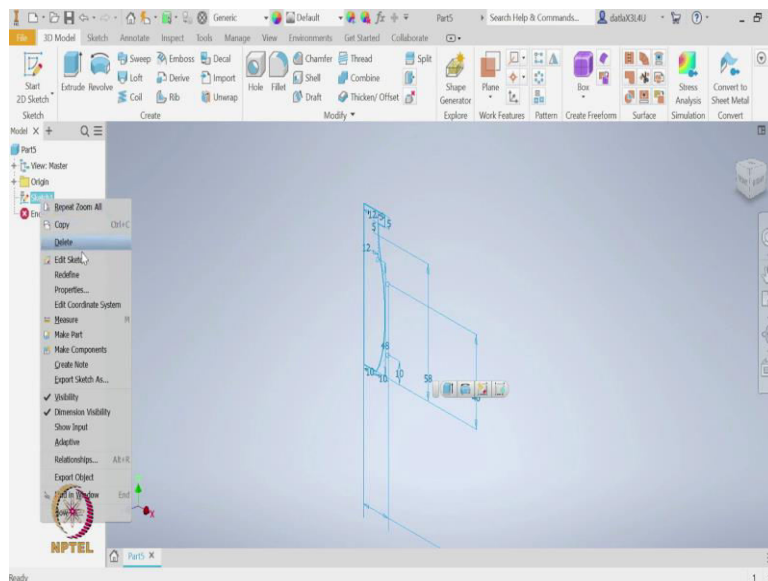 Generic Default fx Part5 Search Help & Commands... datlaX3L4U
File 3D Model Sketch Annotate Inspect Tools Manage View Environments Get Started Collaborate
Start 2D Sketch Extrude Revolve Sweep Emboss Decal Hole Fillet Chamfer Thread Split Shape Generator Plane Box Stress Analysis Convert to Sheet Metal
Loft Derive Import Shell Combine
Coil Rib Unwrap Draft Thicken/ Offset
Sketch Create Modify Explore Work Features Pattern Create Freeform Surface Simulation Convert
Model X +
Part5
View: Master
Origin
Repeat Zoom All
Copy Ctrl+C
Delete
Edit Sketch
Redefine
Properties...
Edit Coordinate System
Measure M
Make Part
Make Components
Create Note
Export Sketch As...
Visibility
Dimension Visibility
Show Input
Adaptive
Relationships... Alt+R
Export Object
Find in Window End
15
5
12
10
10
10
58
X
NPTEL
Part5 X
Ready 1